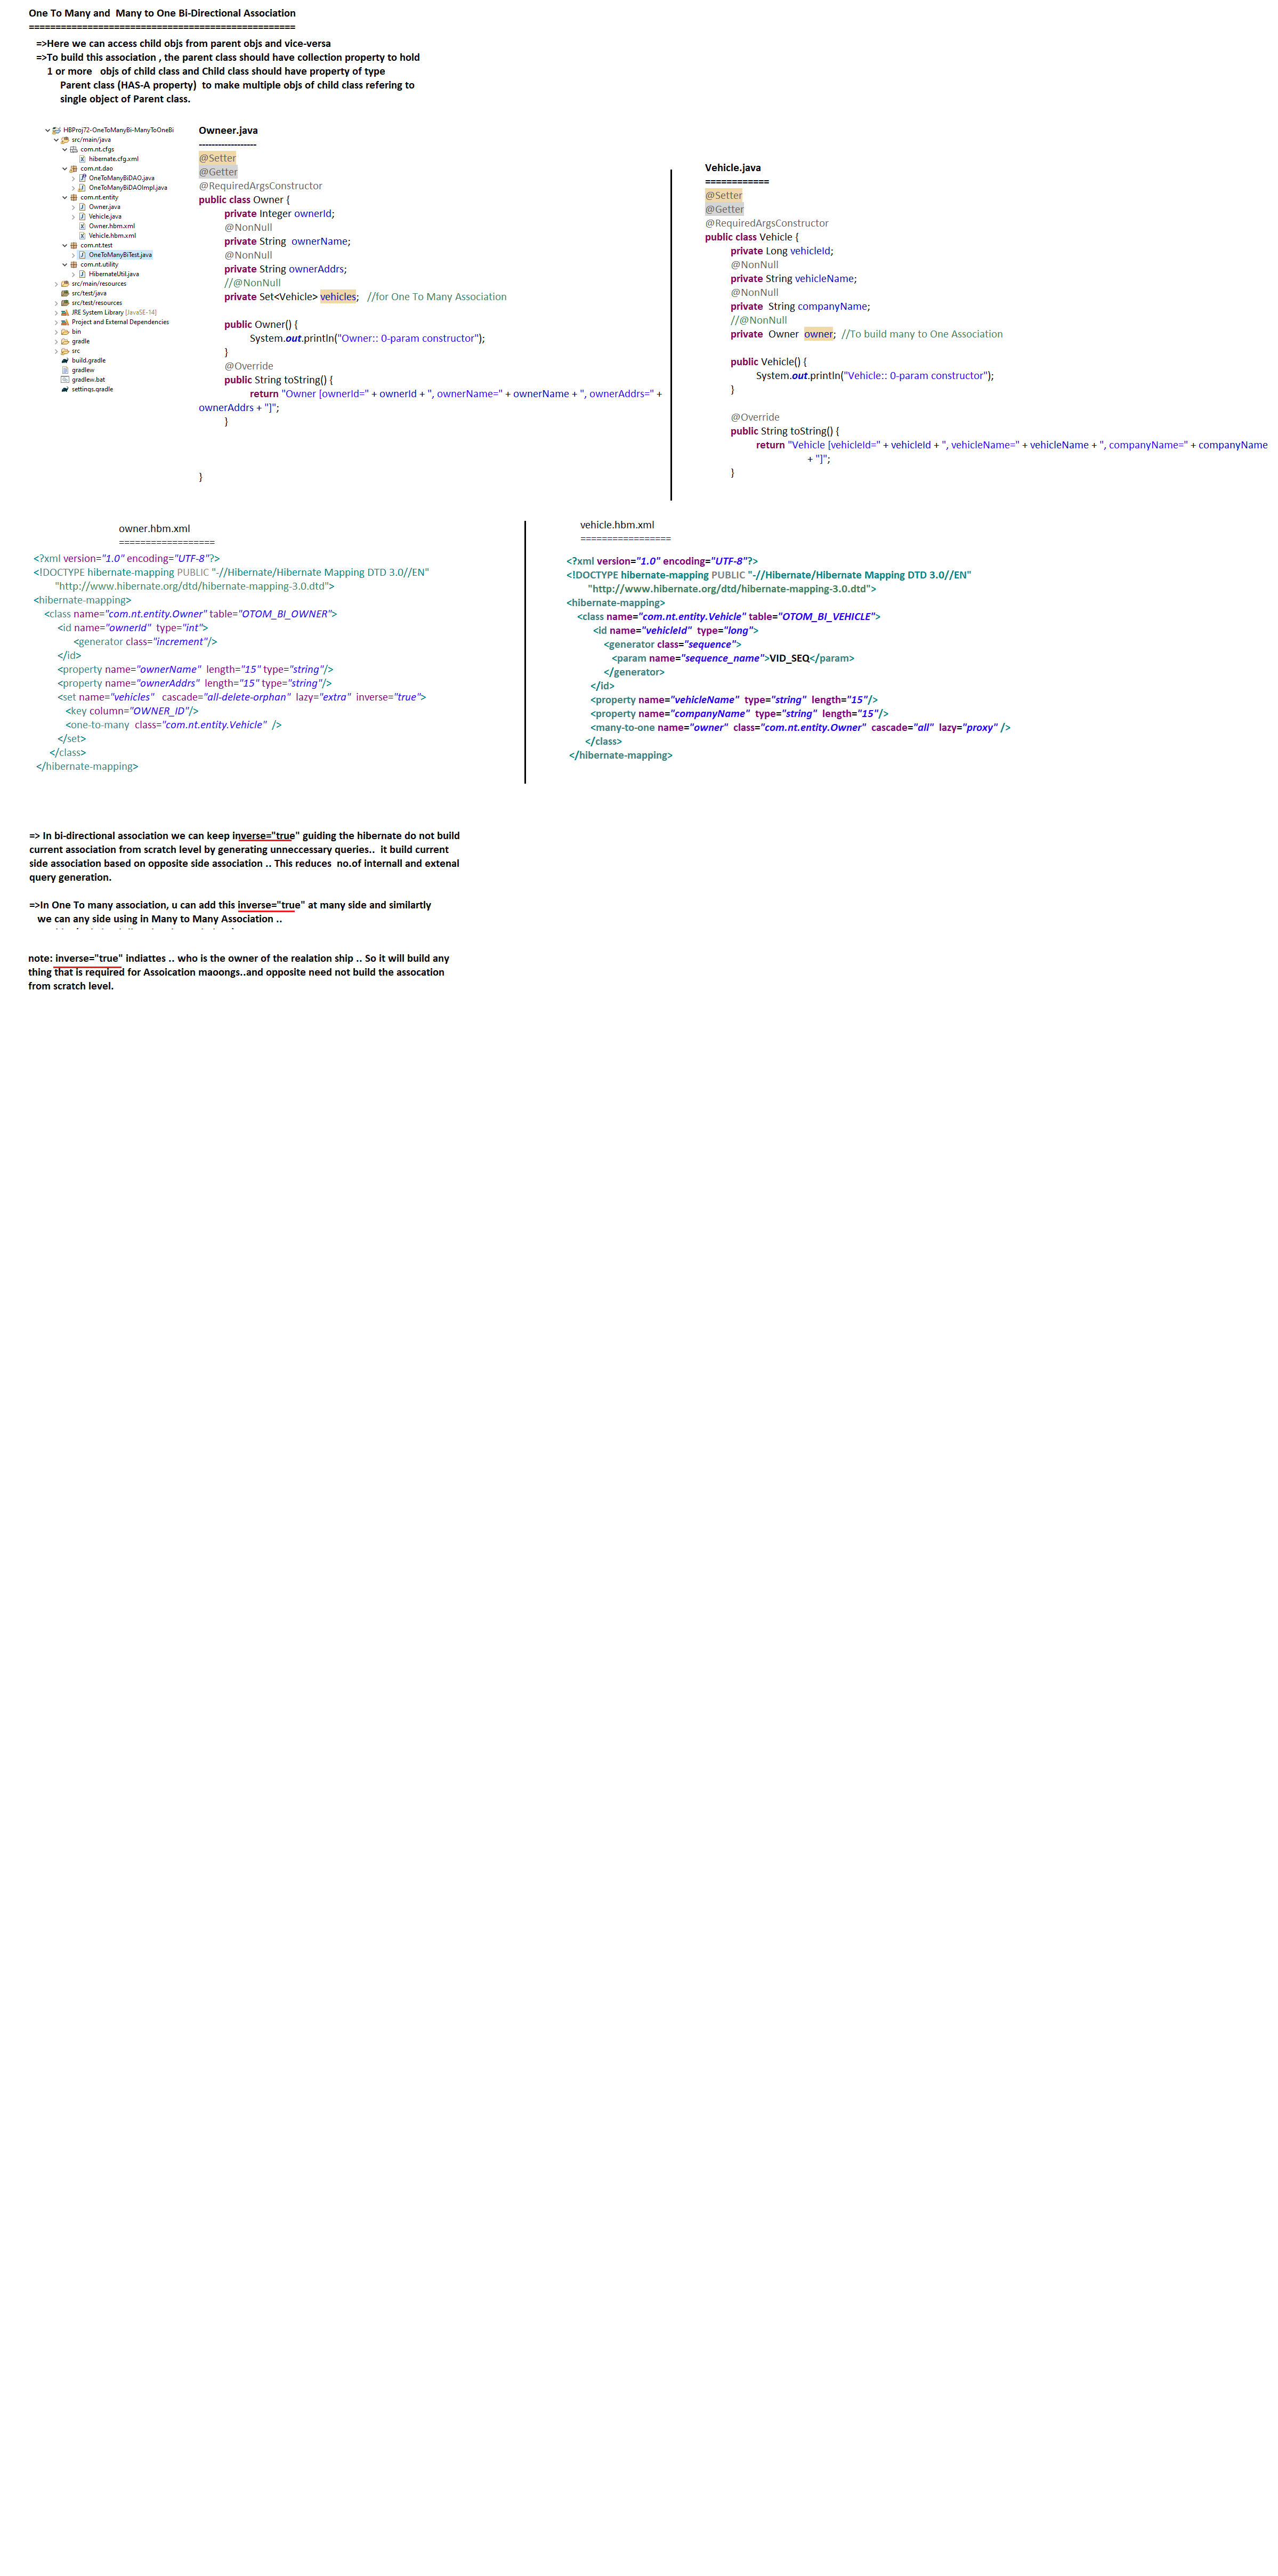 One To Many and  Many to One Bi-Directional Association
==================================================
=>Here we can access child objs from parent objs and vice-versa
=>To build this association , the parent class should have collection property to hold
1 or more   objs of child class and Child class should have property of type
Parent class (HAS-A property)  to make multiple objs of child class refering to
single object of Parent class.
HBProj72-OneToManyBi-ManyToOneBi
src/main/java
com.nt.cfgs
hibernate.cfg.xml
com.nt.dao
OneToManyBiDAO.java
OneToManyBiDAOImpl.java
com.nt.entity
Owner.java
Vehicle.java
Owner.hbm.xml
Vehicle.hbm.xml
com.nt.test
OneToManyBiTest.java
com.nt.utility
HibernateUtil.java
src/main/resources
src/test/java
src/test/resources
JRE System Library [JavaSE-14]
Project and External Dependencies
bin
gradle
src
build.gradle
gradlew
gradlew.bat
settings.gradle
Owneer.java
------------------
@Setter
@Getter
@RequiredArgsConstructor
public class Owner {
private Integer ownerId;
@NonNull
private String  ownerName;
@NonNull
private String ownerAddrs;
//@NonNull
private Set<Vehicle> vehicles;   //for One To Many Association
public Owner() {
System.out.println("Owner:: 0-param constructor");
}
@Override
public String toString() {
return "Owner [ownerId=" + ownerId + ", ownerName=" + ownerName + ", ownerAddrs=" +
ownerAddrs + "]";
}
}
Vehicle.java
============
@Setter
@Getter
@RequiredArgsConstructor
public class Vehicle {
private Long vehicleId;
@NonNull
private String vehicleName;
@NonNull
private  String companyName;
//@NonNull
private  Owner  owner;  //To build many to One Association
public Vehicle() {
System.out.println("Vehicle:: 0-param constructor");
}
@Override
public String toString() {
return "Vehicle [vehicleId=" + vehicleId + ", vehicleName=" + vehicleName + ", companyName=" + companyName
+ "]";
}
owner.hbm.xml
==================
<?xml version="1.0" encoding="UTF-8"?>
<!DOCTYPE hibernate-mapping PUBLIC "-//Hibernate/Hibernate Mapping DTD 3.0//EN"
"http://www.hibernate.org/dtd/hibernate-mapping-3.0.dtd">
<hibernate-mapping>
<class name="com.nt.entity.Owner" table="OTOM_BI_OWNER">
<id name="ownerId"  type="int">
<generator class="increment"/>
</id>
<property name="ownerName"  length="15" type="string"/>
<property name="ownerAddrs"  length="15" type="string"/>
<set name="vehicles"   cascade="all-delete-orphan"  lazy="extra"  inverse="true">
<key column="OWNER_ID"/>
<one-to-many  class="com.nt.entity.Vehicle"  />
</set>
</class>
</hibernate-mapping>
vehicle.hbm.xml
=================
<?xml version="1.0" encoding="UTF-8"?>
<!DOCTYPE hibernate-mapping PUBLIC "-//Hibernate/Hibernate Mapping DTD 3.0//EN"
"http://www.hibernate.org/dtd/hibernate-mapping-3.0.dtd">
<hibernate-mapping>
<class name="com.nt.entity.Vehicle" table="OTOM_BI_VEHICLE">
<id name="vehicleId"  type="long">
<generator class="sequence">
<param name="sequence_name">VID_SEQ</param>
</generator>
</id>
<property name="vehicleName"  type="string"  length="15"/>
<property name="companyName"  type="string"  length="15"/>
<many-to-one name="owner"  class="com.nt.entity.Owner"  cascade="all"  lazy="proxy" />
</class>
</hibernate-mapping>
=> In bi-directional association we can keep inverse="true" guiding the hibernate do not build
current association from scratch level by generating unneccessary queries..  it build current
side association based on opposite side association .. This reduces  no.of internall and extenal
query generation.
=>In One To many association, u can add this inverse="true" at many side and similartly
we can any side using in Many to Many Association ..
note: inverse="true" indiattes .. who is the owner of the realation ship .. So it will build any
thing that is required for Assoication maoongs..and opposite need not build the assocation
from scratch level.